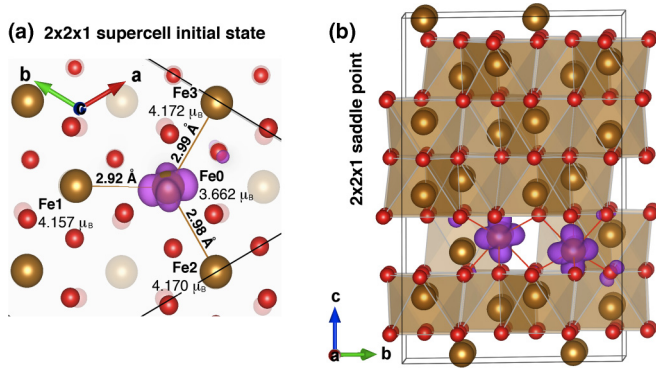 (a) 2x2x1 supercell initial state
b
a
Fe3
4.172 μB
2.99 Å
2.92 Å
Fe0
3.662 μB
Fe1
4.157 μB
2.98 Å
Fe2
4.170 μB
(b)
2x2x1 saddle point
c
a
b